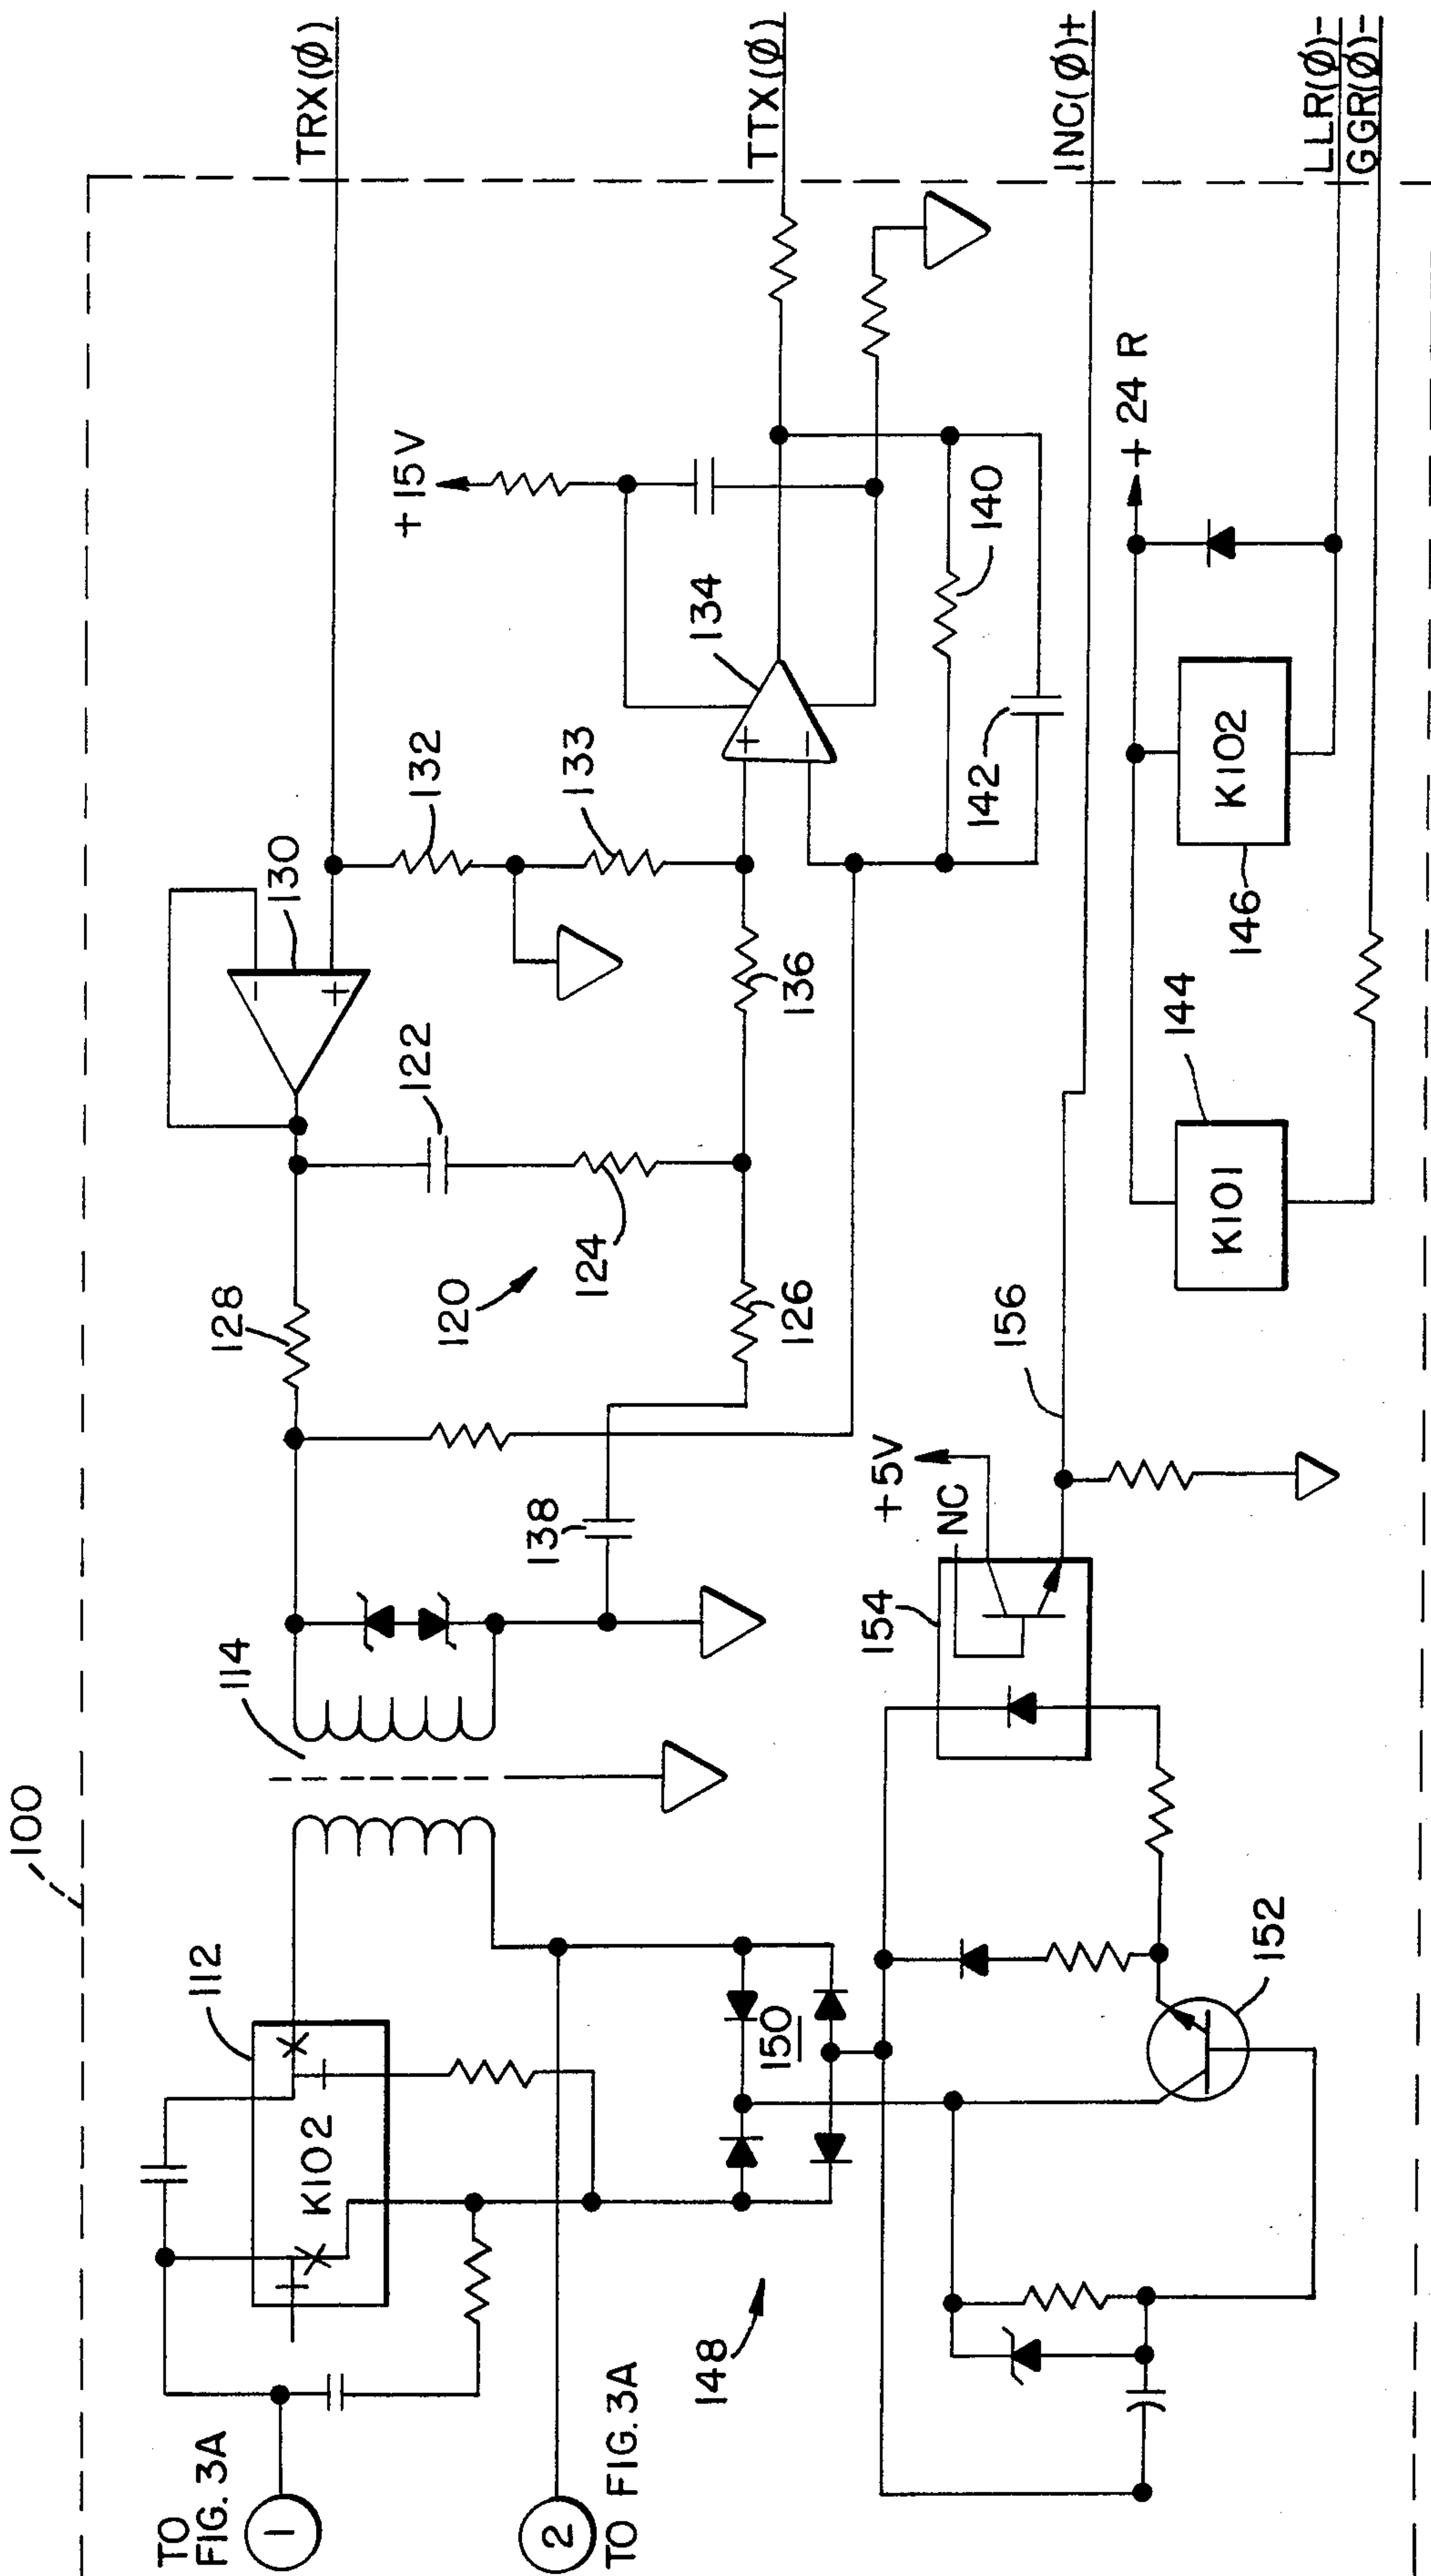 100
TO
FIG. 3A
1
2
TO FIG. 3A
112
K102
114
128
130
-
+
TRX(Ø)
122
120
124
132
133
+15V
134
+
-
TTX(Ø)
138
126
136
140
142
148
150
152
154
NC
+5V
156
INC(Ø)+
144
K101
146
K102
+24 R
LLR(Ø)-
GGR(Ø)-